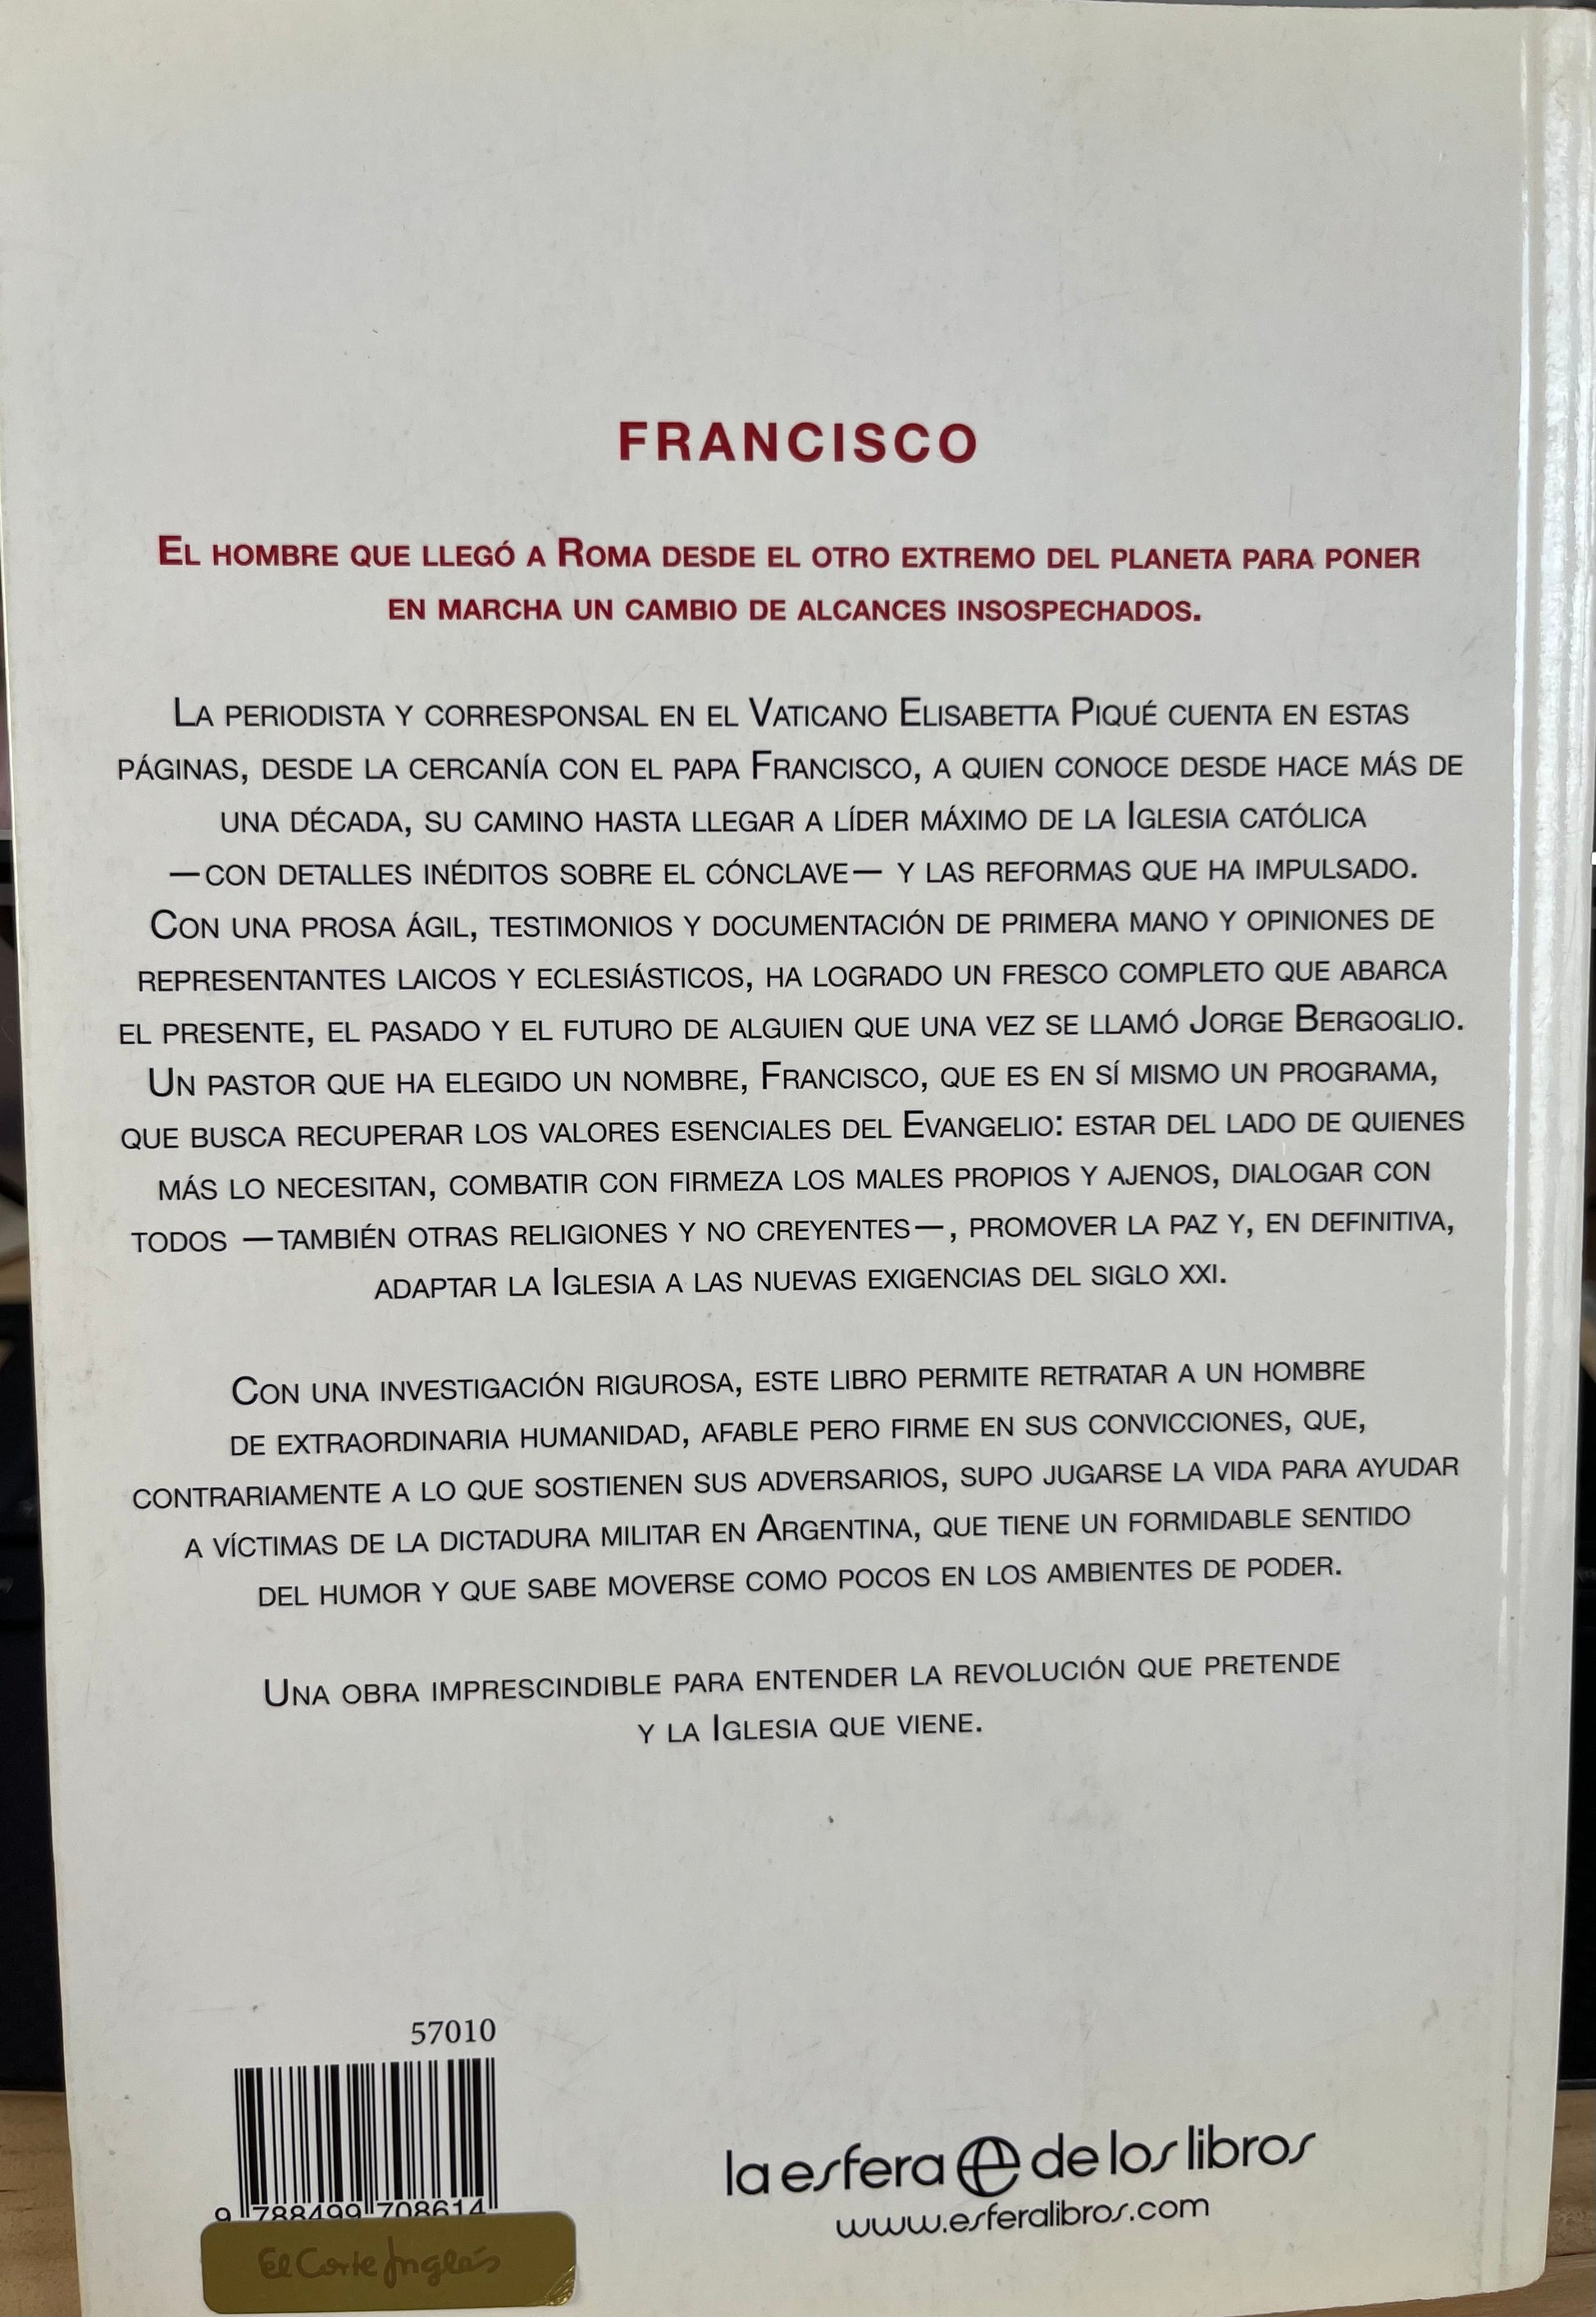 FRANCISCO
El hombre que llegó a Roma desde el otro extremo del planeta para poner
en marcha un cambio de alcances insospechados.
La periodista y corresponsal en el Vaticano Elisabetta Piqué cuenta en estas
páginas, desde la cercanía con el papa Francisco, a quien conoce desde hace más de
una década, su camino hasta llegar a líder máximo de la Iglesia católica
—con detalles inéditos sobre el cónclave— y las reformas que ha impulsado.
Con una prosa ágil, testimonios y documentación de primera mano y opiniones de
representantes laicos y eclesiásticos, ha logrado un fresco completo que abarca
el presente, el pasado y el futuro de alguien que una vez se llamó Jorge Bergoglio.
Un pastor que ha elegido un nombre, Francisco, que es en sí mismo un programa,
que busca recuperar los valores esenciales del Evangelio: estar del lado de quienes
más lo necesitan, combatir con firmeza los males propios y ajenos, dialogar con
todos —también otras religiones y no creyentes—, promover la paz y, en definitiva,
adaptar la Iglesia a las nuevas exigencias del siglo xxi.
Con una investigación rigurosa, este libro permite retratar a un hombre
de extraordinaria humanidad, afable pero firme en sus convicciones, que,
contrariamente a lo que sostienen sus adversarios, supo jugarse la vida para ayudar
a víctimas de la dictadura militar en Argentina, que tiene un formidable sentido
del humor y que sabe moverse como pocos en los ambientes de poder.
Una obra imprescindible para entender la revolución que pretende
y la Iglesia que viene.
57010
9 788499 708614
El Corte Inglés
la esfera de los libros
www.esferalibros.com